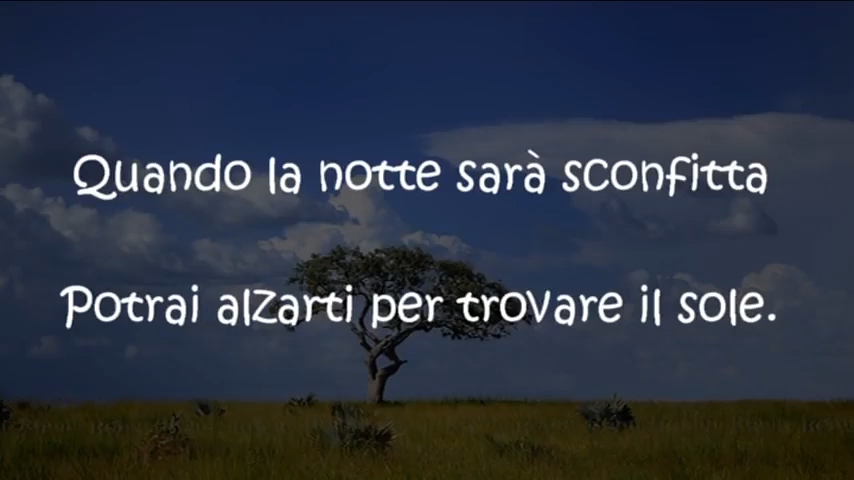 Quando la notte sarà sconfitta
Potrai alzarti per trovare il sole.